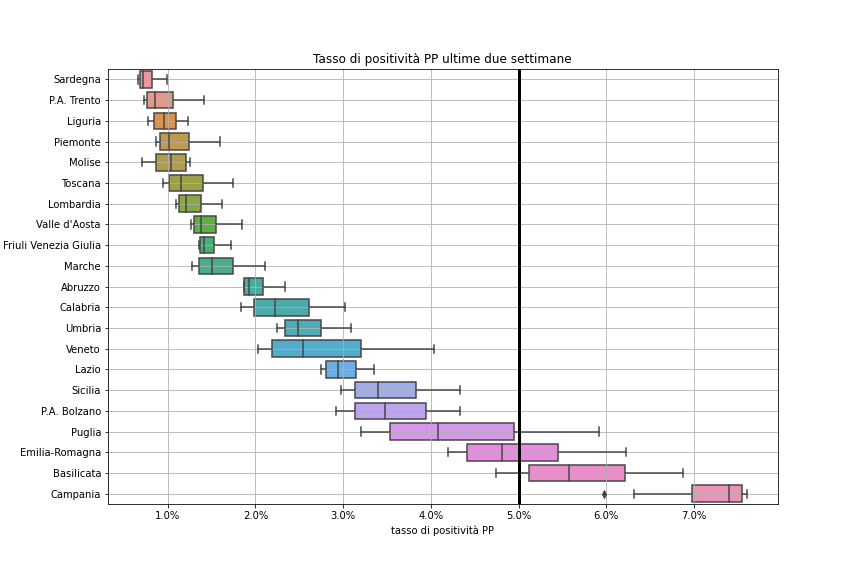 Tasso di positività PP ultime due settimane
Sardegna
P.A. Trento
Liguria
Piemonte
Molise
Toscana
Lombardia
Valle d'Aosta
Friuli Venezia Giulia
Marche
Abruzzo
Calabria
Umbria
Veneto
Lazio
Sicilia
P.A. Bolzano
Puglia
Emilia-Romagna
Basilicata
Campania
1.0% 2.0% 3.0% 4.0% 5.0% 6.0% 7.0%
tasso di positività PP